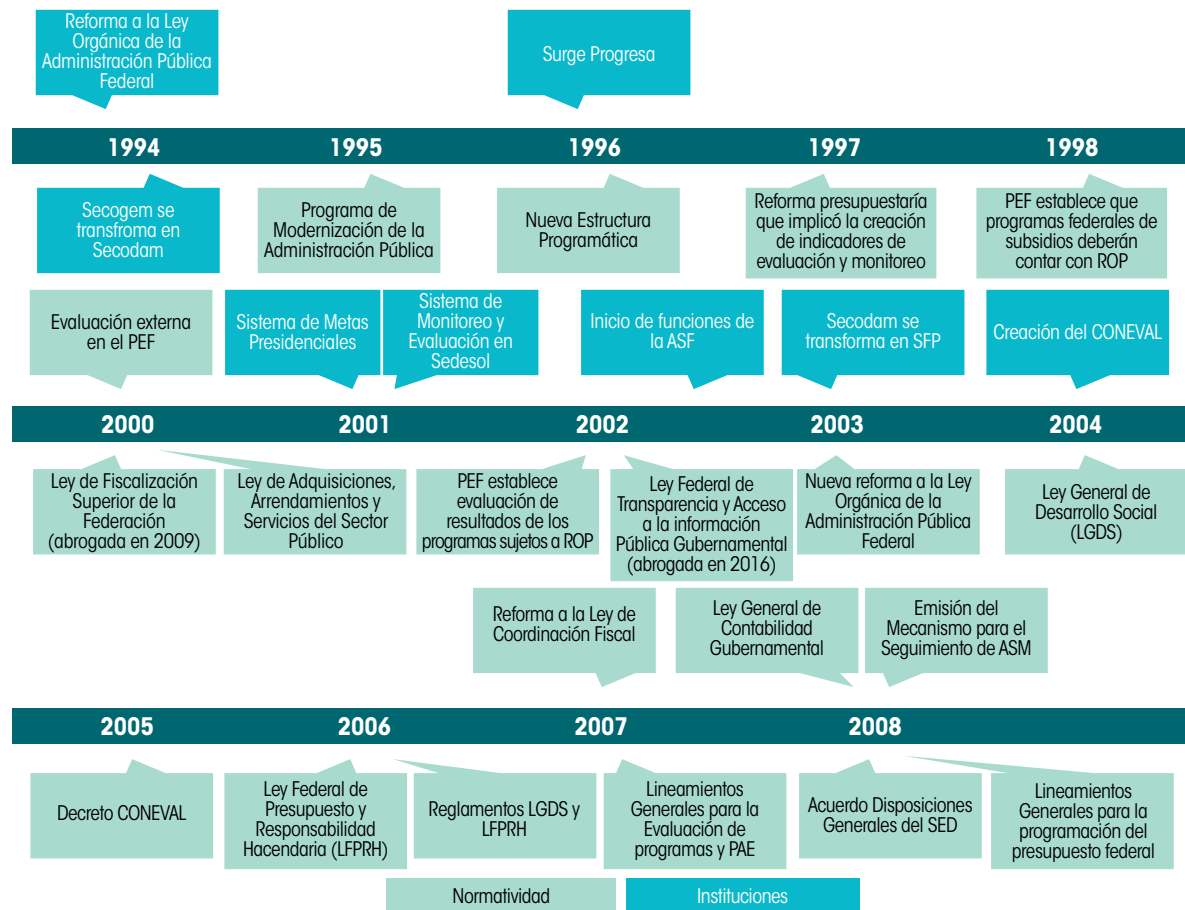 Reforma a la Ley
Orgánica de la
Administración Pública
Federal
Surge Progresa
1994
1995
1996
1997
1998
Secogem se
transfroma en
Secodam
Programa de
Modernización de la
Administración Pública
Nueva Estructura
Programática
Reforma presupuestaría
que implicó la creación
de indicadores de
evaluación y monitoreo
PEF establece que
programas federales de
subsidios deberán
contar con ROP
Evaluación externa
en el PEF
Sistema de Metas
Presidenciales
Sistema de
Monitoreo y
Evaluación en
Sedesol
Inicio de funciones de
la ASF
Secodam se
transforma en SFP
Creación del CONEVAL
2000
2001
2002
2003
2004
Ley de Fiscalización
Superior de la
Federación
(abrogada en 2009)
Ley de Adquisiciones,
Arrendamientos y
Servicios del Sector
Público
PEF establece
evaluación de
resultados de los
programas sujetos a ROP
Ley Federal de
Transparencia y Acceso
a la información
Pública Gubernamental
(abrogada en 2016)
Nueva reforma a la Ley
Orgánica de la
Administración Pública
Federal
Ley General de
Desarrollo Social
(LGDS)
Reforma a la Ley de
Coordinación Fiscal
Ley General de
Contabilidad
Gubernamental
Emisión del
Mecanismo para el
Seguimiento de ASM
2005
2006
2007
2008
Decreto CONEVAL
Ley Federal de
Presupuesto y
Responsabilidad
Hacendaria (LFPRH)
Reglamentos LGDS y
LFPRH
Lineamientos
Generales para la
Evaluación de
programas y PAE
Acuerdo Disposiciones
Generales del SED
Lineamientos
Generales para la
programación del
presupuesto federal
Normatividad
Instituciones